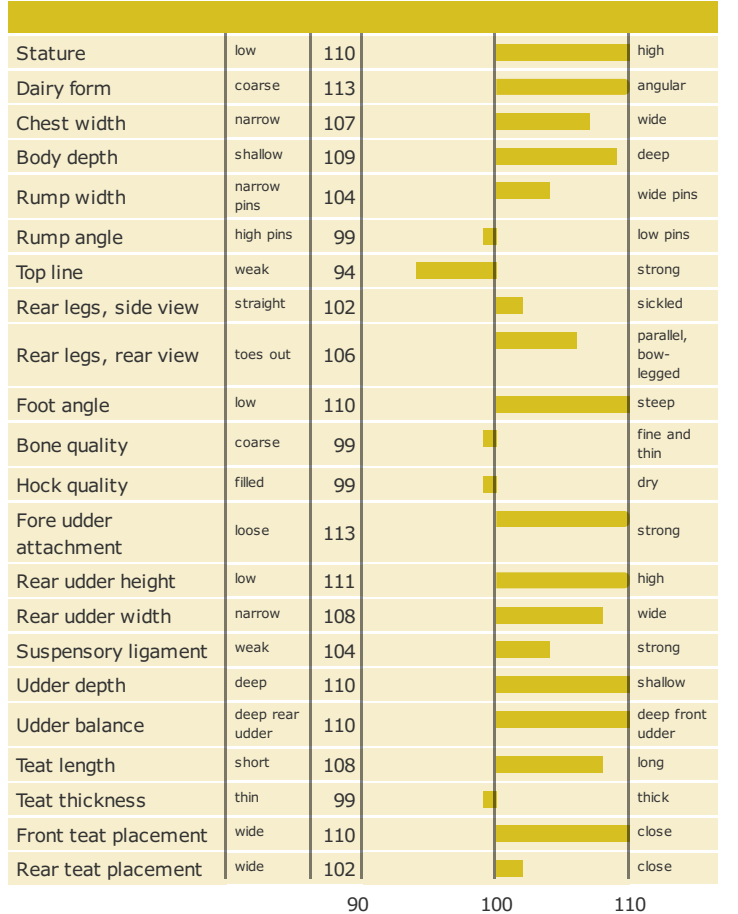 Stature low 110 high
Dairy form coarse 113 angular
Chest width narrow 107 wide
Body depth shallow 109 deep
Rump width narrow pins 104 wide pins
Rump angle high pins 99 low pins
Top line weak 94 strong
Rear legs, side view straight 102 sickled
Rear legs, rear view toes out 106 parallel, bow-legged
Foot angle low 110 steep
Bone quality coarse 99 fine and thin
Hock quality filled 99 dry
Fore udder attachment loose 113 strong
Rear udder height low 111 high
Rear udder width narrow 108 wide
Suspensory ligament weak 104 strong
Udder depth deep 110 shallow
Udder balance deep rear udder 110 deep front udder
Teat length short 108 long
Teat thickness thin 99 thick
Front teat placement wide 110 close
Rear teat placement wide 102 close
90 100 110